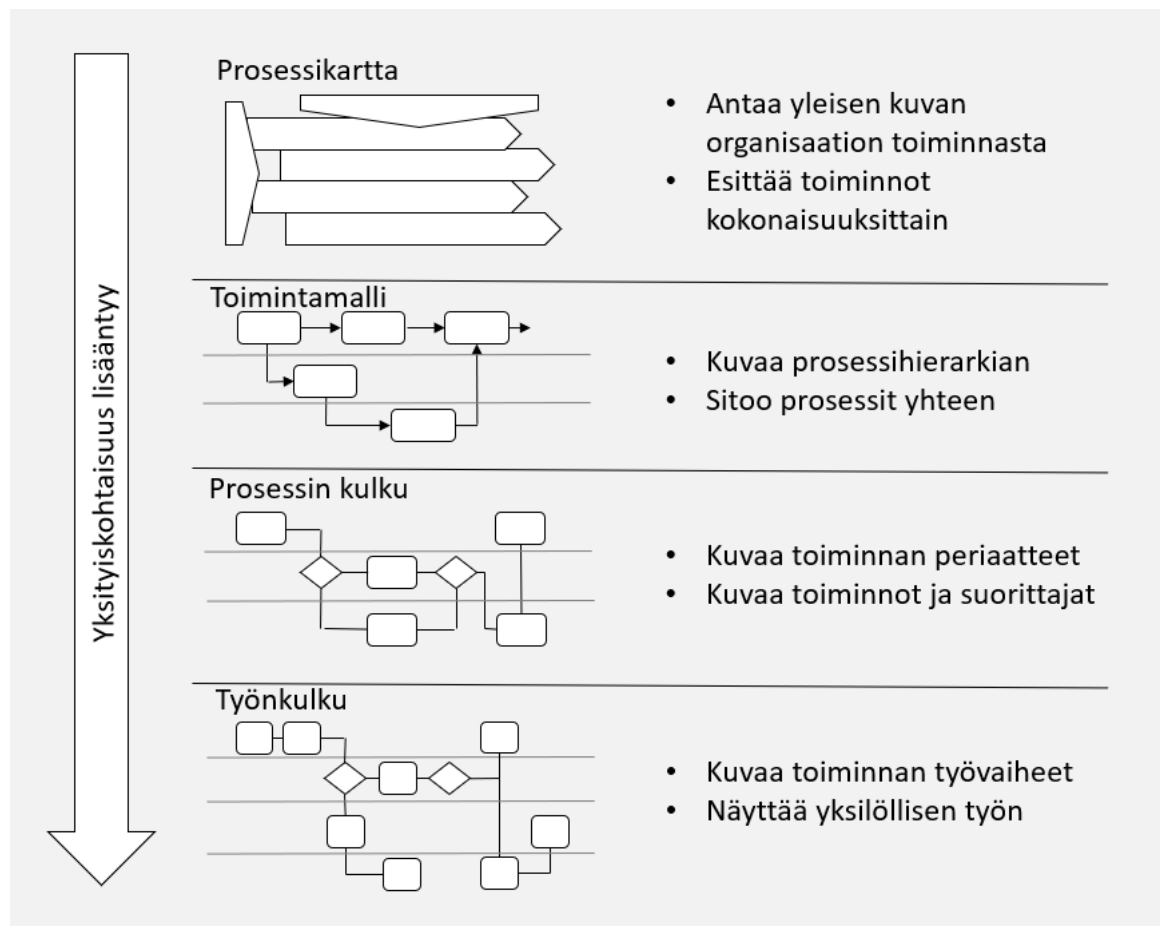 Prosessikartta
• Antaa yleisen kuvan
organisaation toiminnasta
• Esittää toiminnot
kokonaisuuksittain
Yksityiskohtaisuus lisääntyy
Toimintamalli
• Kuvaa prosessihierarkian
• Sitoo prosessit yhteen
Prosessin kulku
• Kuvaa toiminnan periaatteet
• Kuvaa toiminnot ja suorittajat
Työnkulku
• Kuvaa toiminnan työvaiheet
• Näyttää yksilöllisen työn